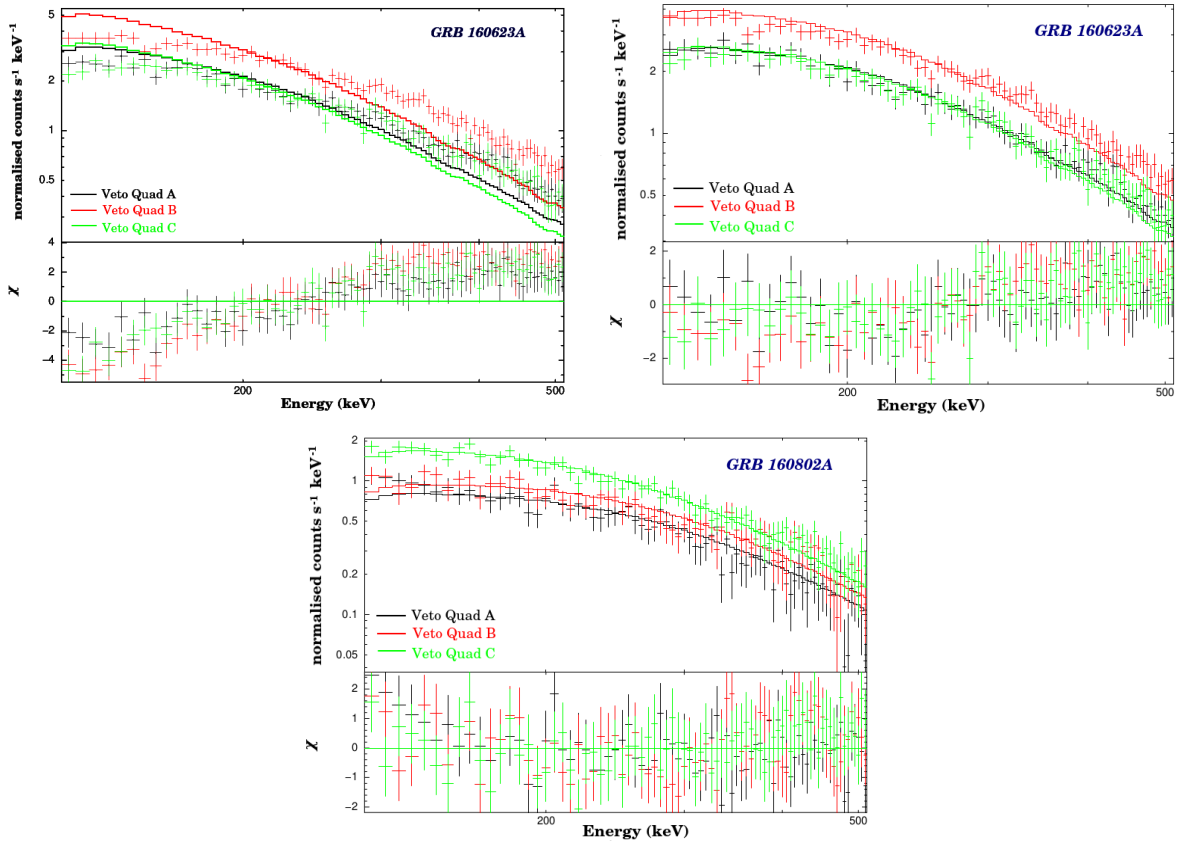 GRB 160623A
normalised counts s⁻¹ keV⁻¹
5
2
1
0.5
Veto Quad A
Veto Quad B
Veto Quad C
χ
4
2
0
−2
−4
200
500
Energy (keV)
GRB 160623A
normalised counts s⁻¹ keV⁻¹
2
1
0.5
Veto Quad A
Veto Quad B
Veto Quad C
χ
2
0
−2
200
500
Energy (keV)
GRB 160802A
normalised counts s⁻¹ keV⁻¹
2
1
0.5
0.2
0.1
0.05
Veto Quad A
Veto Quad B
Veto Quad C
χ
2
1
0
−1
−2
200
500
Energy (keV)